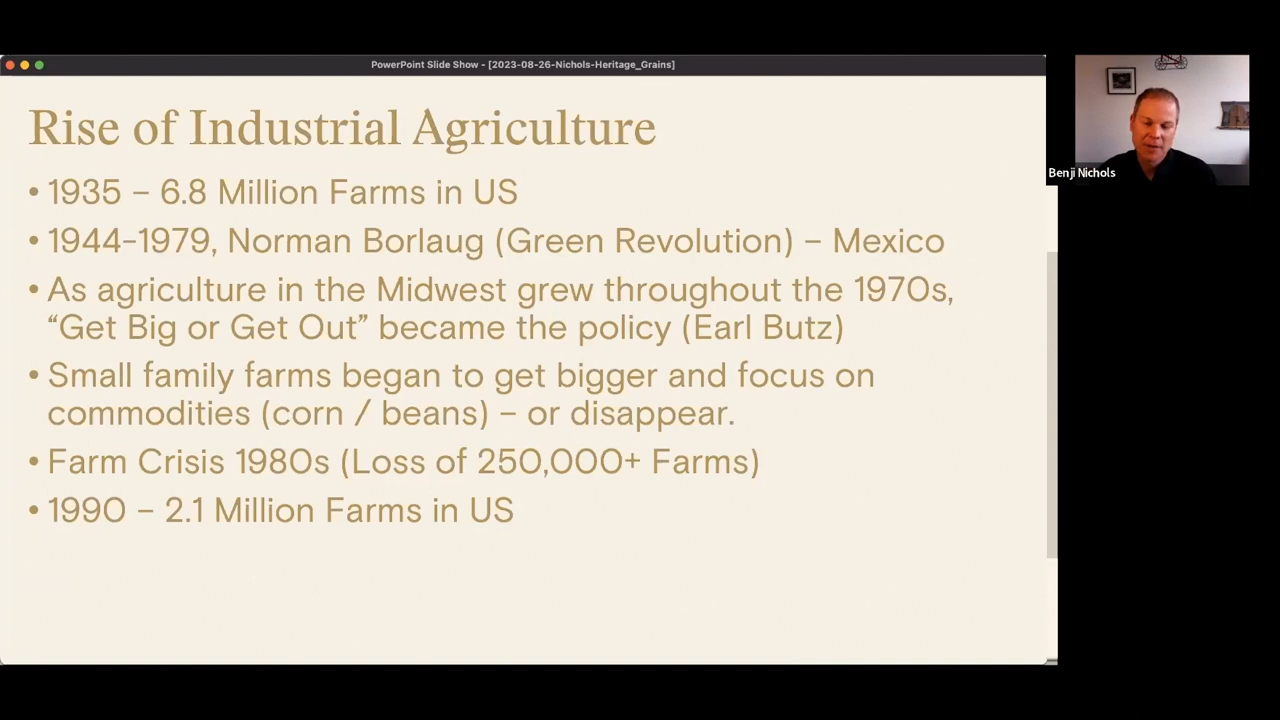 PowerPoint Slide Show - [2023-08-26-Nichols-Heritage_Grains]
Rise of Industrial Agriculture
• 1935 – 6.8 Million Farms in US
• 1944-1979, Norman Borlaug (Green Revolution) – Mexico
• As agriculture in the Midwest grew throughout the 1970s,
“Get Big or Get Out” became the policy (Earl Butz)
• Small family farms began to get bigger and focus on
commodities (corn / beans) – or disappear.
• Farm Crisis 1980s (Loss of 250,000+ Farms)
• 1990 – 2.1 Million Farms in US
Benji Nichols